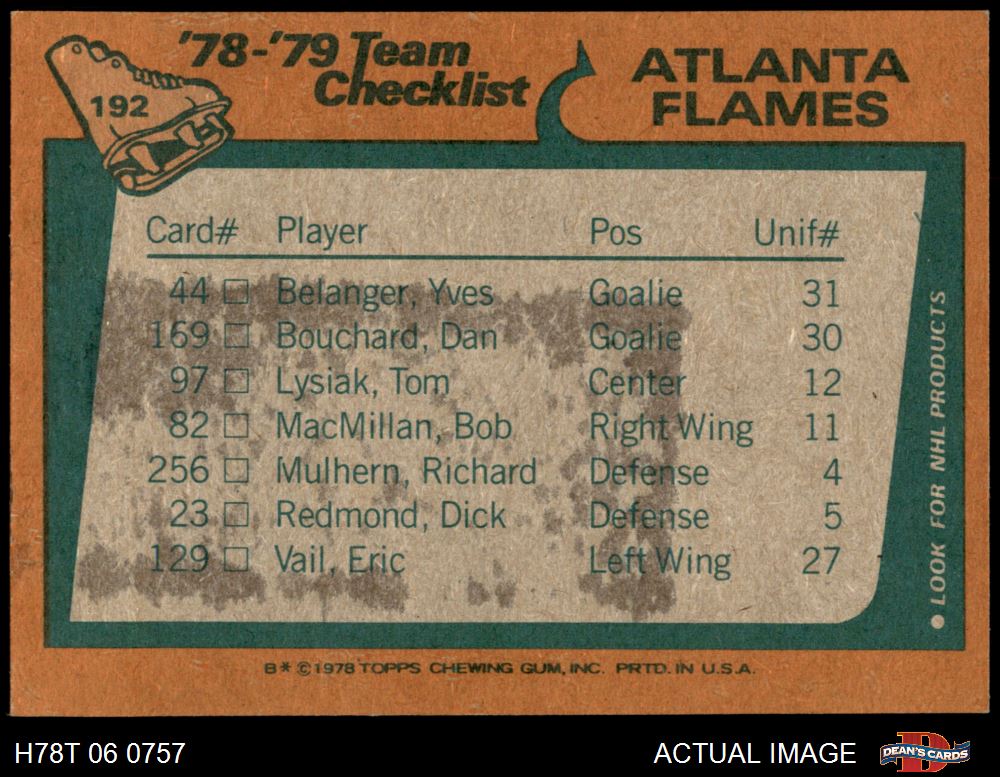 192
'78-'79 Team
Checklist
ATLANTA
FLAMES
Card# Player Pos Unif#
44 Belanger, Yves Goalie 31
169 Bouchard, Dan Goalie 30
97 Lysiak, Tom Center 12
82 MacMillan, Bob Right Wing 11
256 Mulhern, Richard Defense 4
23 Redmond, Dick Defense 5
129 Vail, Eric Left Wing 27
● LOOK FOR NHL PRODUCTS
B* © 1978 TOPPS CHEWING GUM, INC. PRTD. IN U.S.A.
H78T 06 0757
ACTUAL IMAGE
D
DEAN'S CARDS